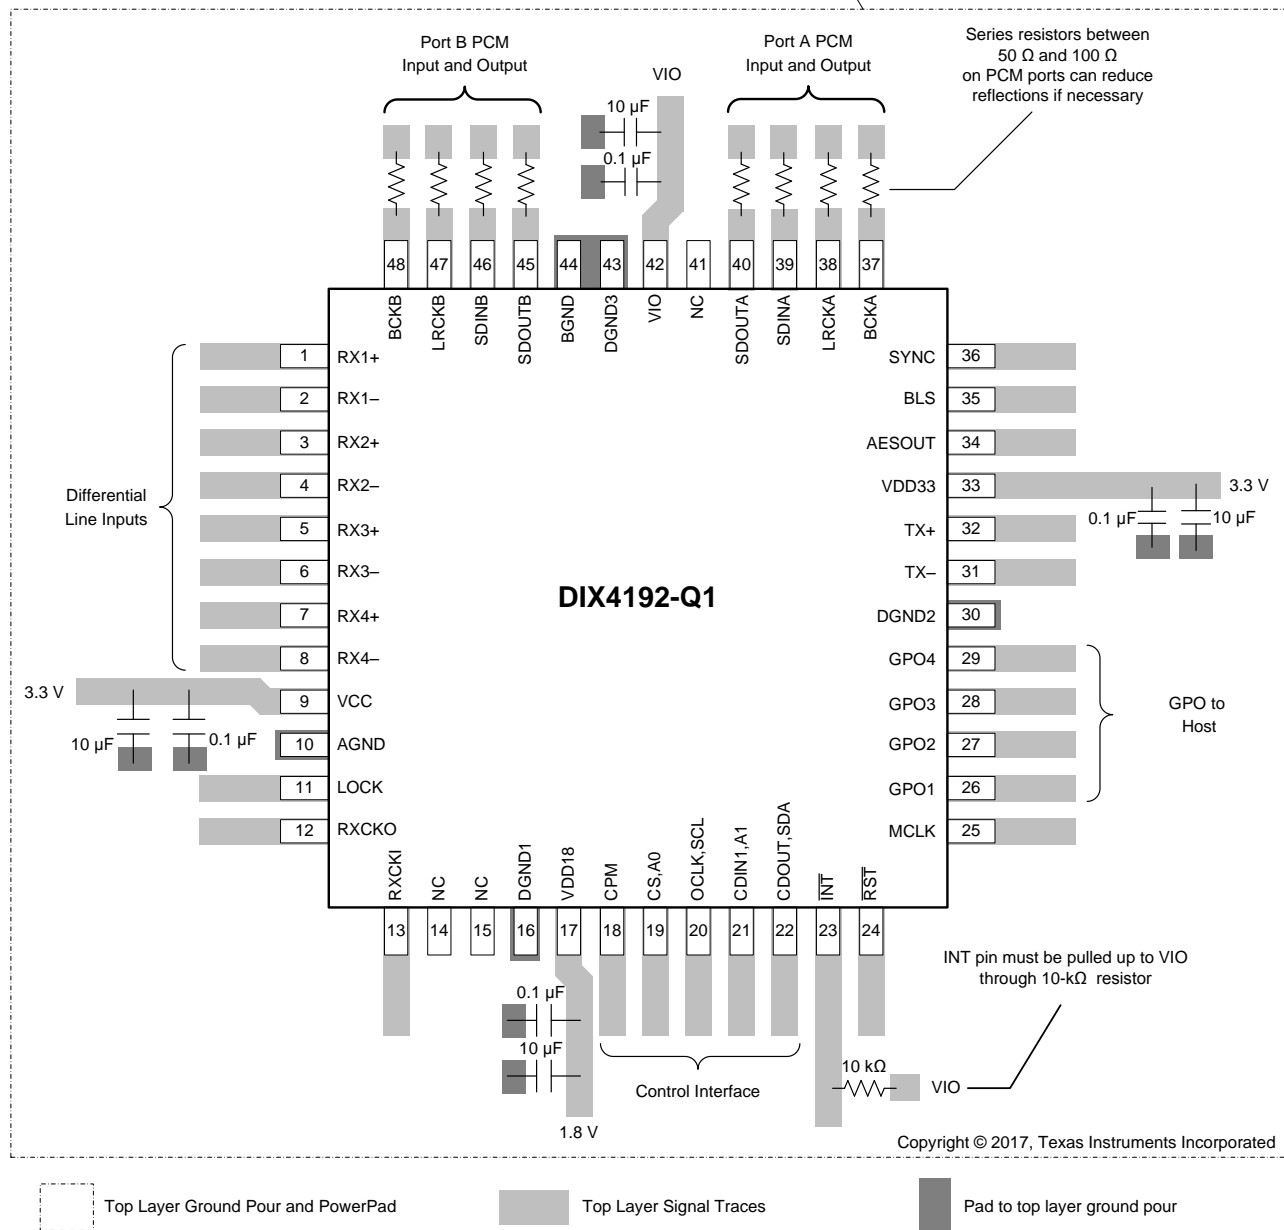 Port B PCM
Input and Output
Port A PCM
Input and Output
Series resistors between
50 Ω and 100 Ω
on PCM ports can reduce
reflections if necessary
VIO
10 µF
0.1 µF
48
47
46
45
44
43
42
41
40
39
38
37
BCKB
LRCKB
SDINB
SDOUTB
BGND
DGND3
VIO
NC
SDOUTA
SDINA
LRCKA
BCKA
Differential
Line Inputs
1 RX1+
2 RX1–
3 RX2+
4 RX2–
5 RX3+
6 RX3–
7 RX4+
8 RX4–
9 VCC
10 AGND
11 LOCK
12 RXCKO
3.3 V
10 µF
0.1 µF
DIX4192-Q1
SYNC 36
BLS 35
AESOUT 34
VDD33 33
TX+ 32
TX– 31
DGND2 30
GPO4 29
GPO3 28
GPO2 27
GPO1 26
MCLK 25
3.3 V
0.1 µF
10 µF
GPO to
Host
RXCKI
NC
NC
DGND1
VDD18
CPM
CS,A0
OCLK,SCL
CDIN1,A1
CDOUT,SDA
INT
RST
13
14
15
16
17
18
19
20
21
22
23
24
0.1 µF
10 µF
1.8 V
Control Interface
INT pin must be pulled up to VIO
through 10-kΩ resistor
10 kΩ
VIO
Copyright © 2017, Texas Instruments Incorporated
Top Layer Ground Pour and PowerPad
Top Layer Signal Traces
Pad to top layer ground pour